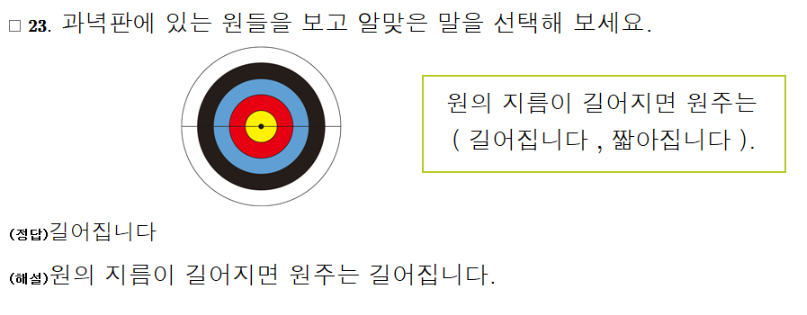 □ 23. 과녁판에 있는 원들을 보고 알맞은 말을 선택해 보세요.
원의 지름이 길어지면 원주는
( 길어집니다 , 짧아집니다 ).
(정답)길어집니다
(해설)원의 지름이 길어지면 원주는 길어집니다.